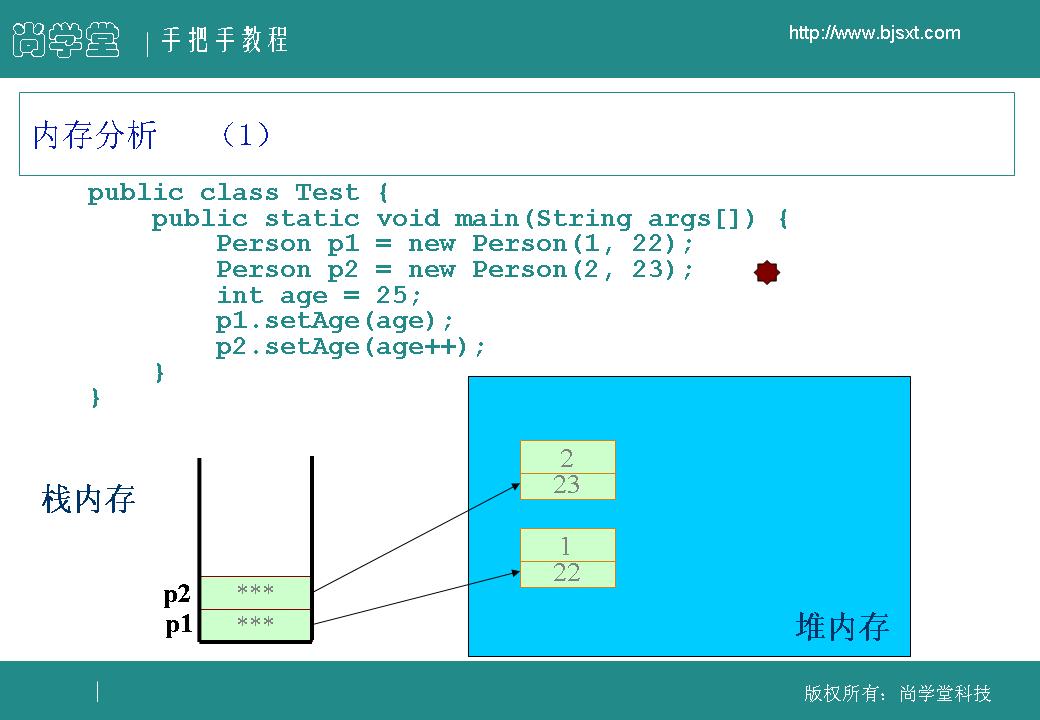 尚学堂 手把手教程 http://www.bjsxt.com
内存分析 （1）
public class Test {
public static void main(String args[]) {
Person p1 = new Person(1, 22);
Person p2 = new Person(2, 23);
int age = 25;
p1.setAge(age);
p2.setAge(age++);
}
}
栈内存
p2 ***
p1 ***
2
23
1
22
堆内存
版权所有：尚学堂科技